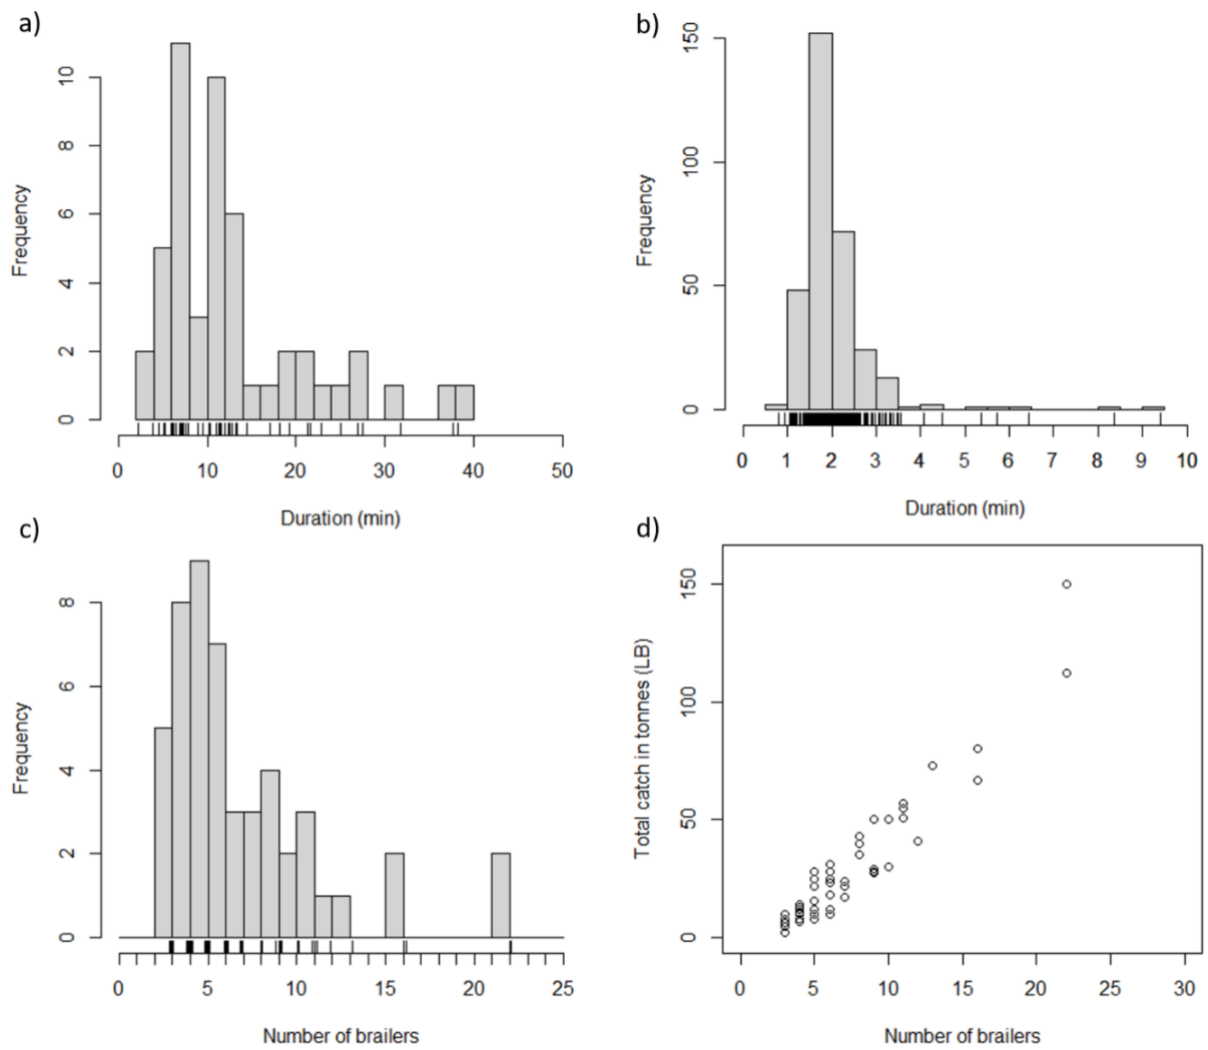 a)
Frequency
10
8
6
4
2
0
0 10 20 30 40 50
Duration (min)
b)
Frequency
150
100
50
0
0 1 2 3 4 5 6 7 8 9 10
Duration (min)
c)
Frequency
8
6
4
2
0
0 5 10 15 20 25
Number of brailers
d)
Total catch in tonnes (LB)
150
100
50
0
0 5 10 15 20 25 30
Number of brailers